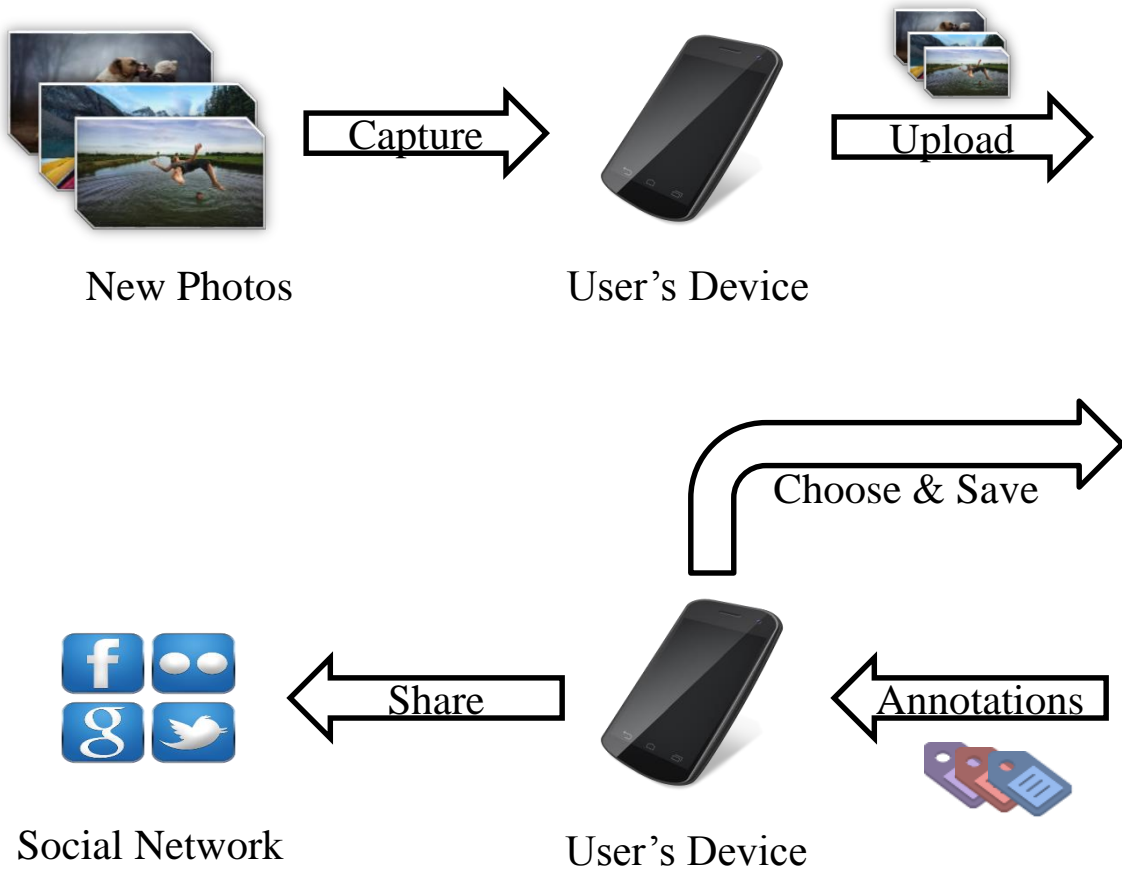 Capture
Upload
New Photos
User’s Device
Choose & Save
f
g
Share
Annotations
Social Network
User’s Device